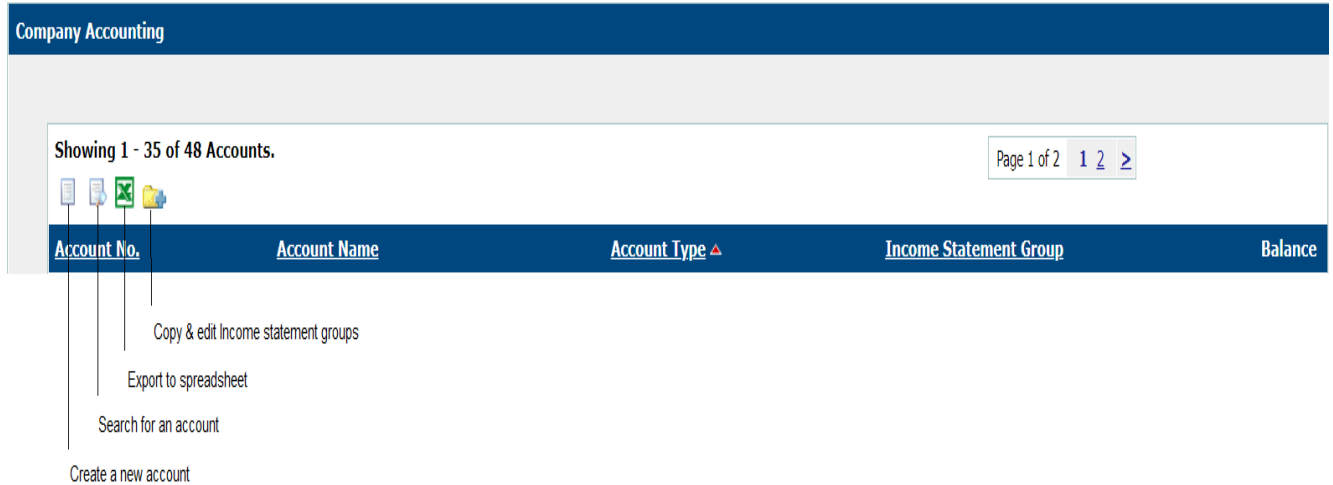 Company Accounting
Showing 1 - 35 of 48 Accounts.
Page 1 of 2 1 2 >
Account No. Account Name Account Type Income Statement Group Balance
Copy & edit Income statement groups
Export to spreadsheet
Search for an account
Create a new account